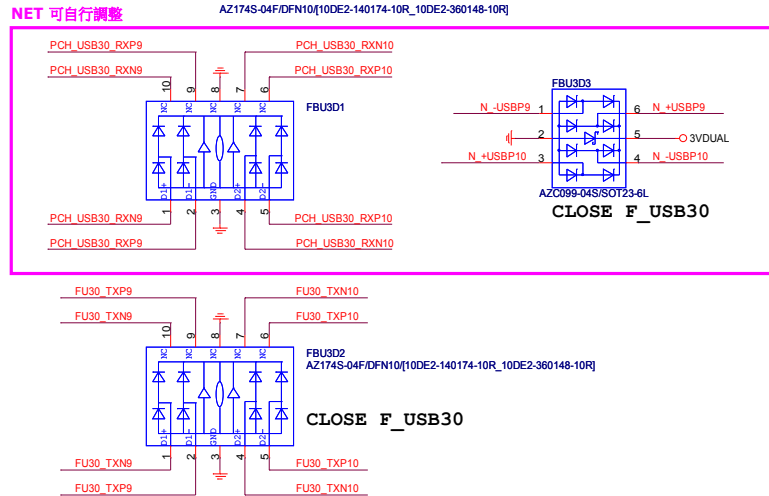 NET 可自行調整
AZ174S-04F/DFN10/[10DE2-140174-10R_10DE2-360148-10R]
PCH_USB30_RXP9
PCH_USB30_RXN10
PCH_USB30_RXN9
PCH_USB30_RXP10
10 9 8 7 6
NC NC NC NC
FBU3D1
D1+ D1- GND D2+ D2-
1 2 3 4 5
PCH_USB30_RXN9
PCH_USB30_RXP10
PCH_USB30_RXP9
PCH_USB30_RXN10
FBU3D3
N_-USBP9 1 6 N_+USBP9
2 5 3VDUAL
N_+USBP10 3 4 N_-USBP10
AZC099-04S/SOT23-6L
CLOSE F_USB30
FU30_TXP9
FU30_TXN10
FU30_TXN9
FU30_TXP10
10 9 8 7 6
NC NC NC NC
FBU3D2
AZ174S-04F/DFN10/[10DE2-140174-10R_10DE2-360148-10R]
CLOSE F_USB30
D1+ D1- GND D2+ D2-
1 2 3 4 5
FU30_TXN9
FU30_TXP10
FU30_TXP9
FU30_TXN10